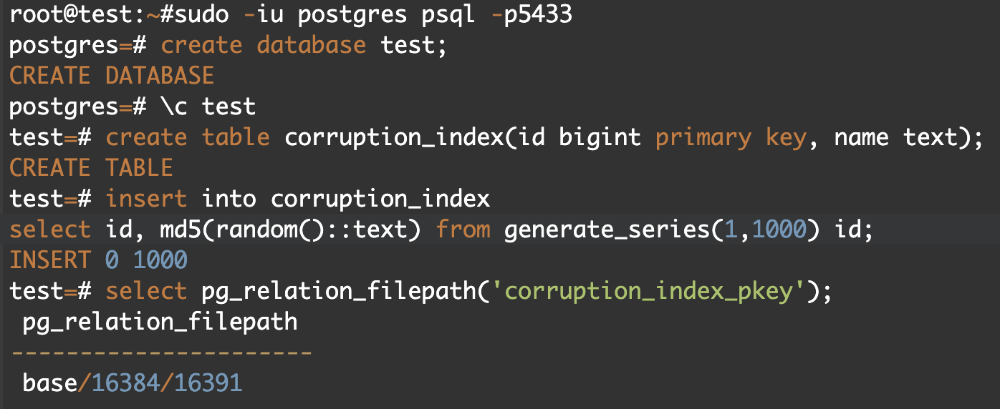 root@test:~#sudo -iu postgres psql -p5433
postgres=# create database test;
CREATE DATABASE
postgres=# \c test
test=# create table corruption_index(id bigint primary key, name text);
CREATE TABLE
test=# insert into corruption_index
select id, md5(random()::text) from generate_series(1,1000) id;
INSERT 0 1000
test=# select pg_relation_filepath('corruption_index_pkey');
 pg_relation_filepath
----------------------
 base/16384/16391